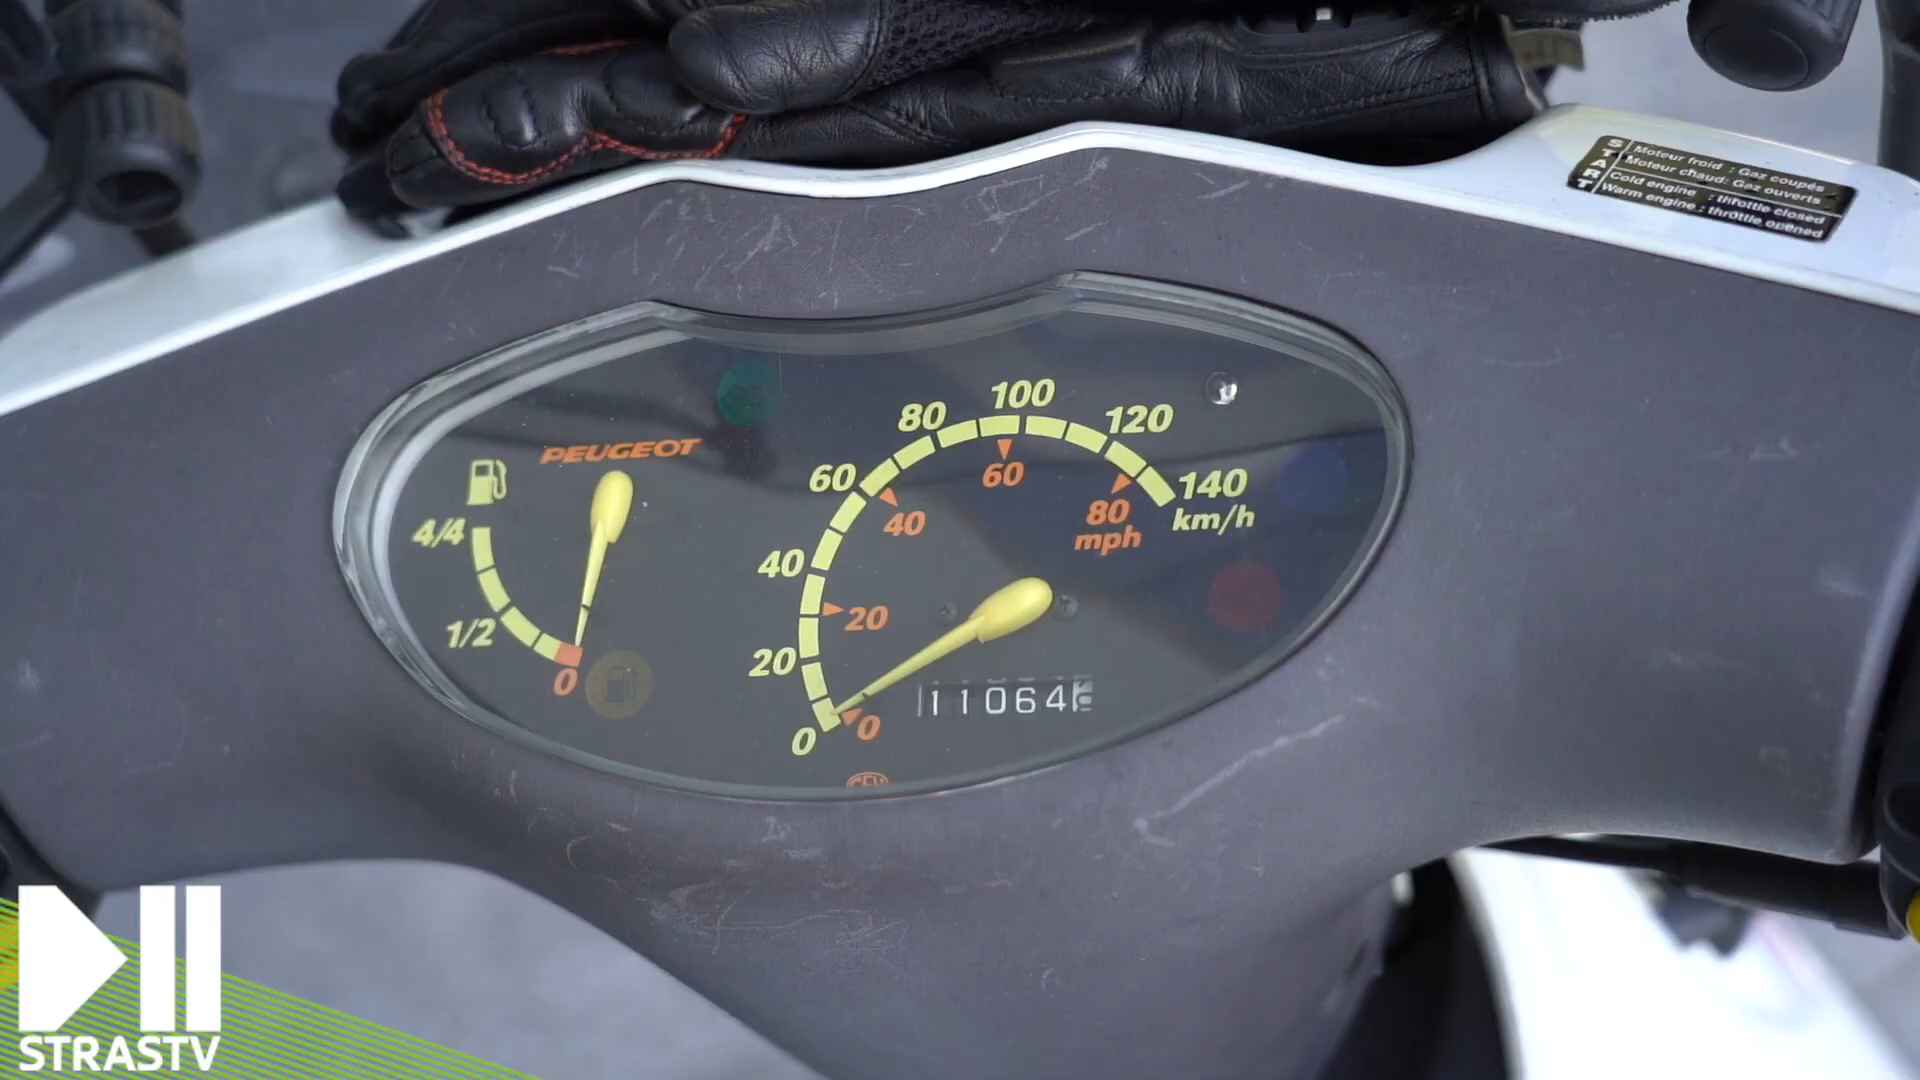 START
Moteur froid : Gaz coupés
Moteur chaud: Gaz ouverts
Cold engine : throttle closed
Warm engine : throttle opened
PEUGEOT
4/4
1/2
0
0
20
40
60
80
100
120
140
km/h
0
20
40
60
80
mph
11064
STRASTV